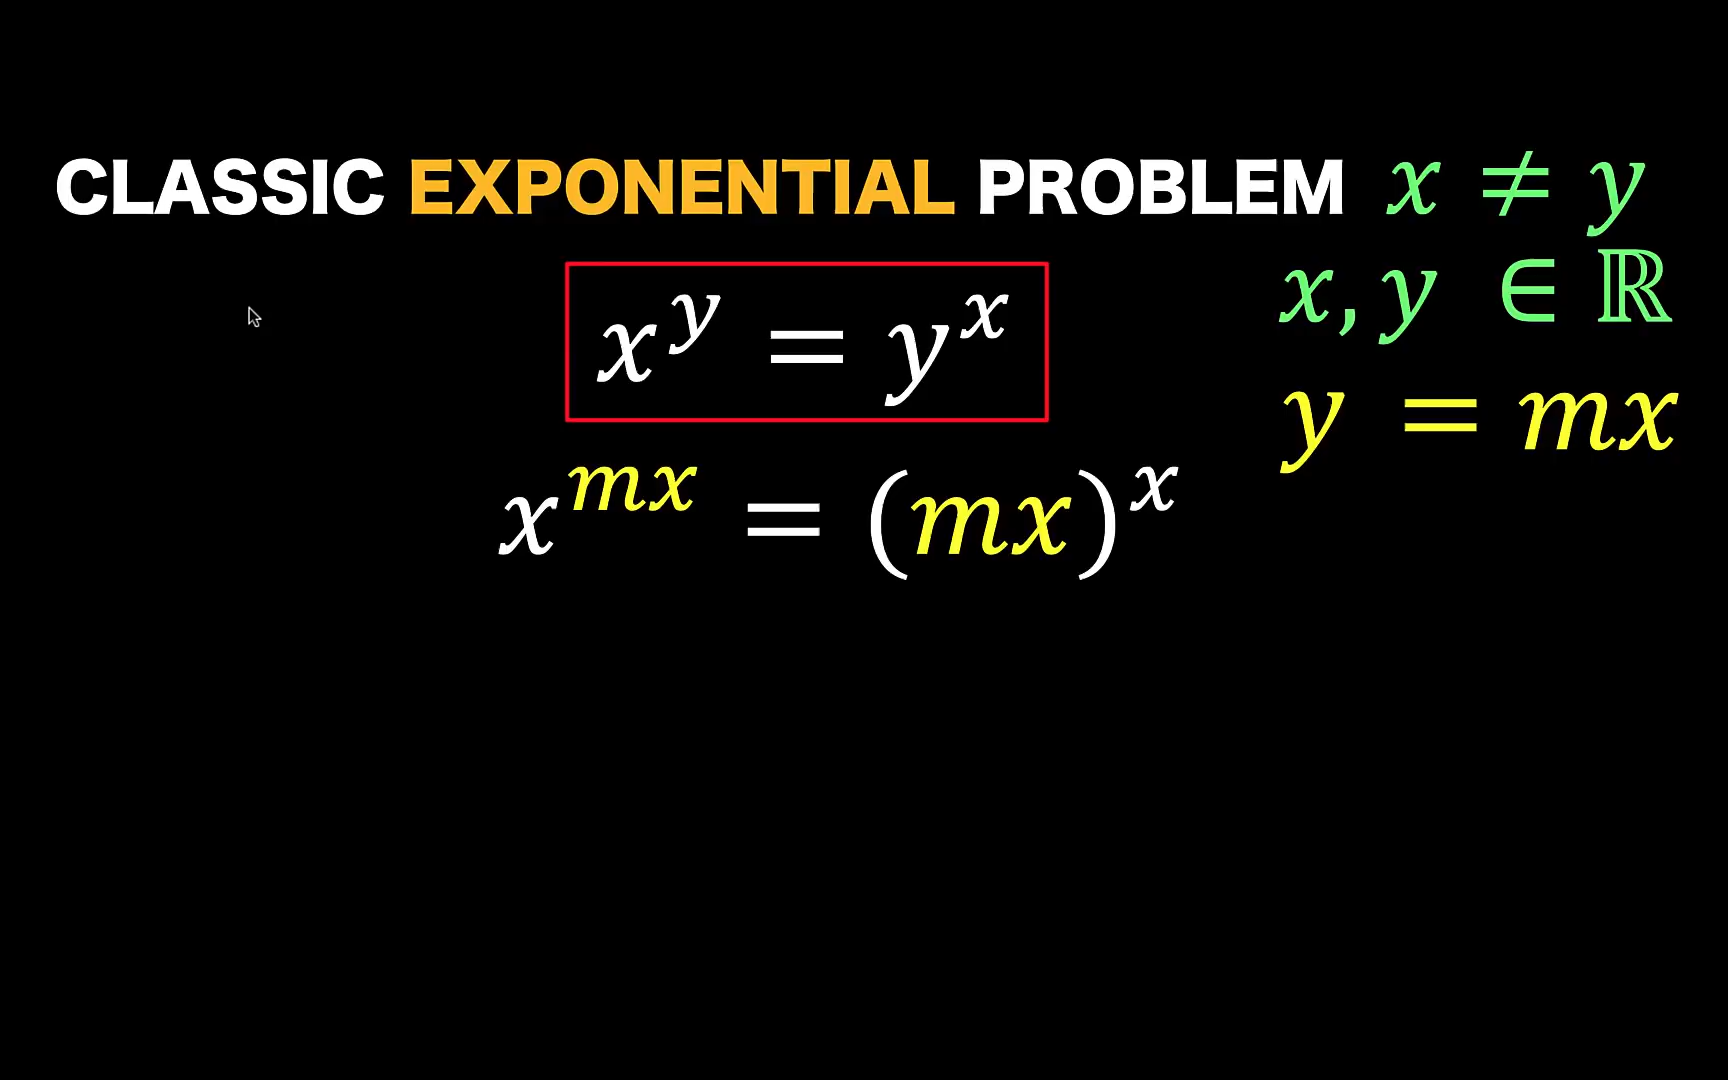 CLASSIC EXPONENTIAL PROBLEM x ≠ y
x, y ∈ ℝ
x^y = y^x
y = mx
x^{mx} = (mx)^x